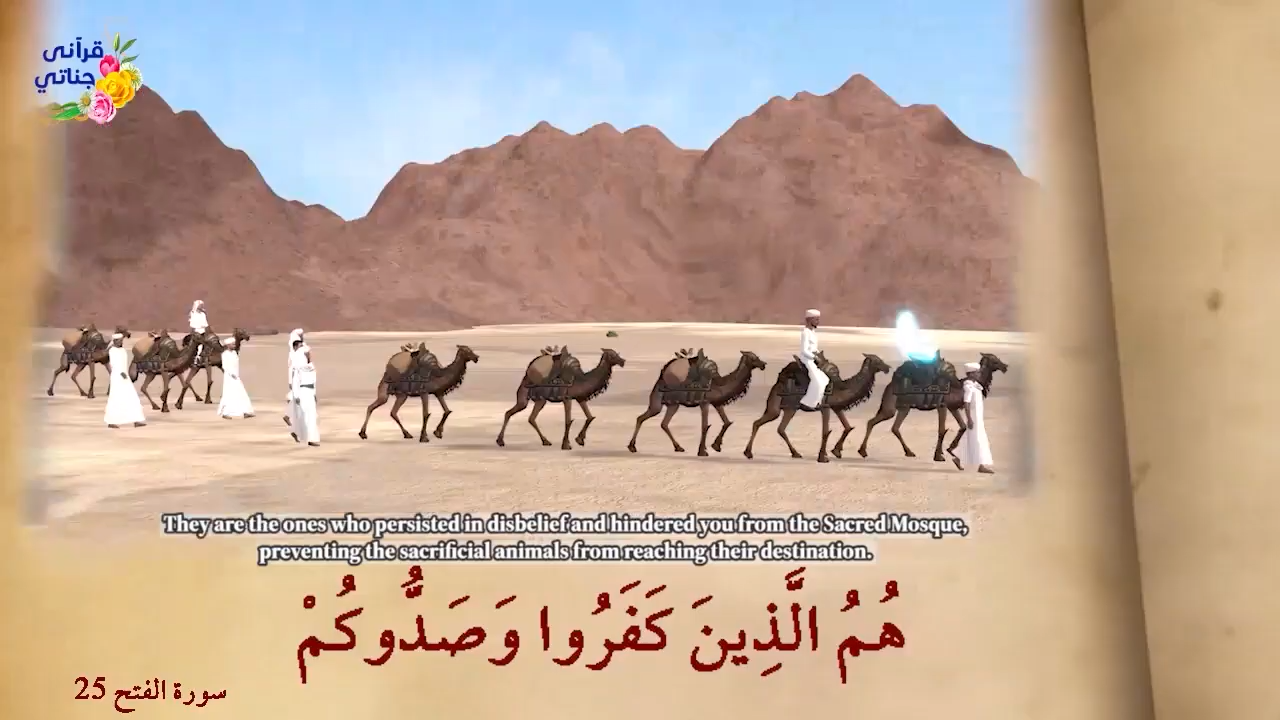 قرآنى
جناتي
They are the ones who persisted in disbelief and hindered you from the Sacred Mosque,
preventing the sacrificial animals from reaching their destination.
هُمُ الَّذِينَ كَفَرُوا وَصَدُّوكُمْ
سورة الفتح 25